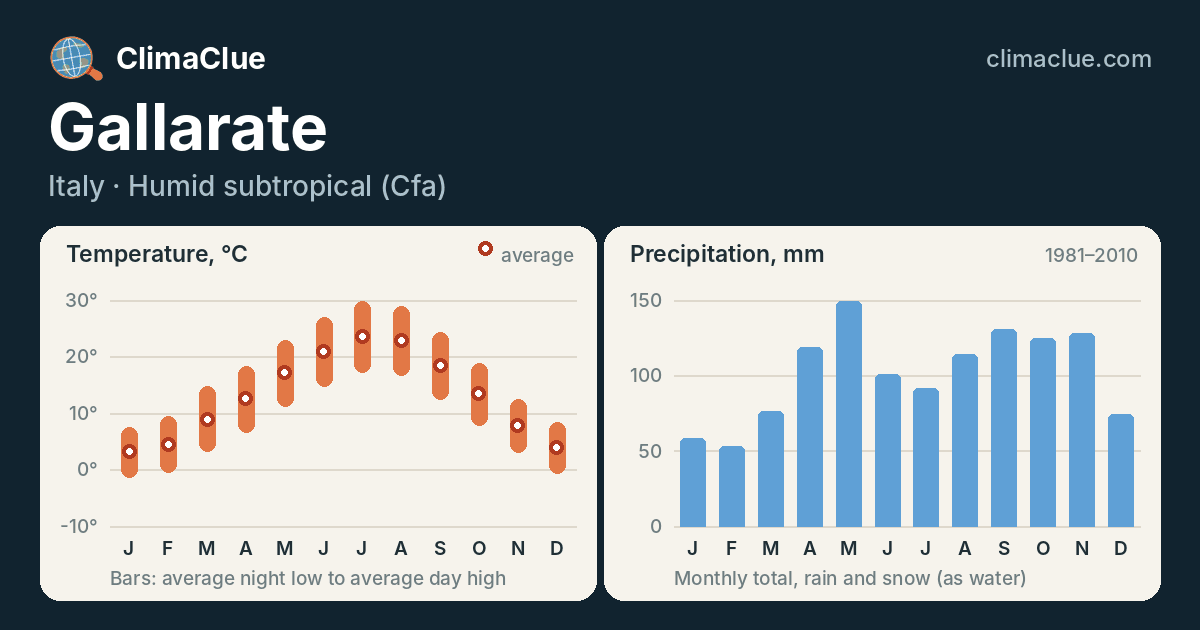 ClimaClue
climaclue.com
Gallarate
Italy · Humid subtropical (Cfa)
Temperature, °C
average
30°
20°
10°
0°
-10°
J F M A M J J A S O N D
Bars: average night low to average day high
Precipitation, mm
1981–2010
150
100
50
0
J F M A M J J A S O N D
Monthly total, rain and snow (as water)